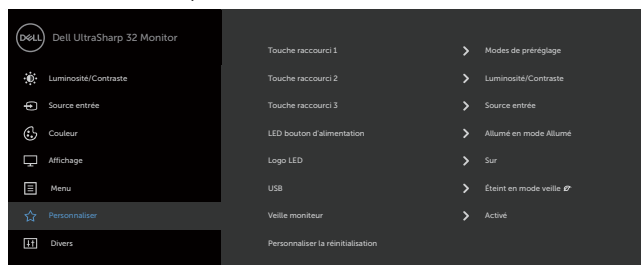 DELL
Dell UltraSharp 32 Monitor
Luminosité/Contraste
Source entrée
Couleur
Affichage
Menu
Personnaliser
Divers
Touche raccourci 1 Modes de préréglage
Touche raccourci 2 Luminosité/Contraste
Touche raccourci 3 Source entrée
LED bouton d'alimentation Allumé en mode Allumé
Logo LED Sur
USB Éteint en mode veille
Veille moniteur Activé
Personnaliser la réinitialisation